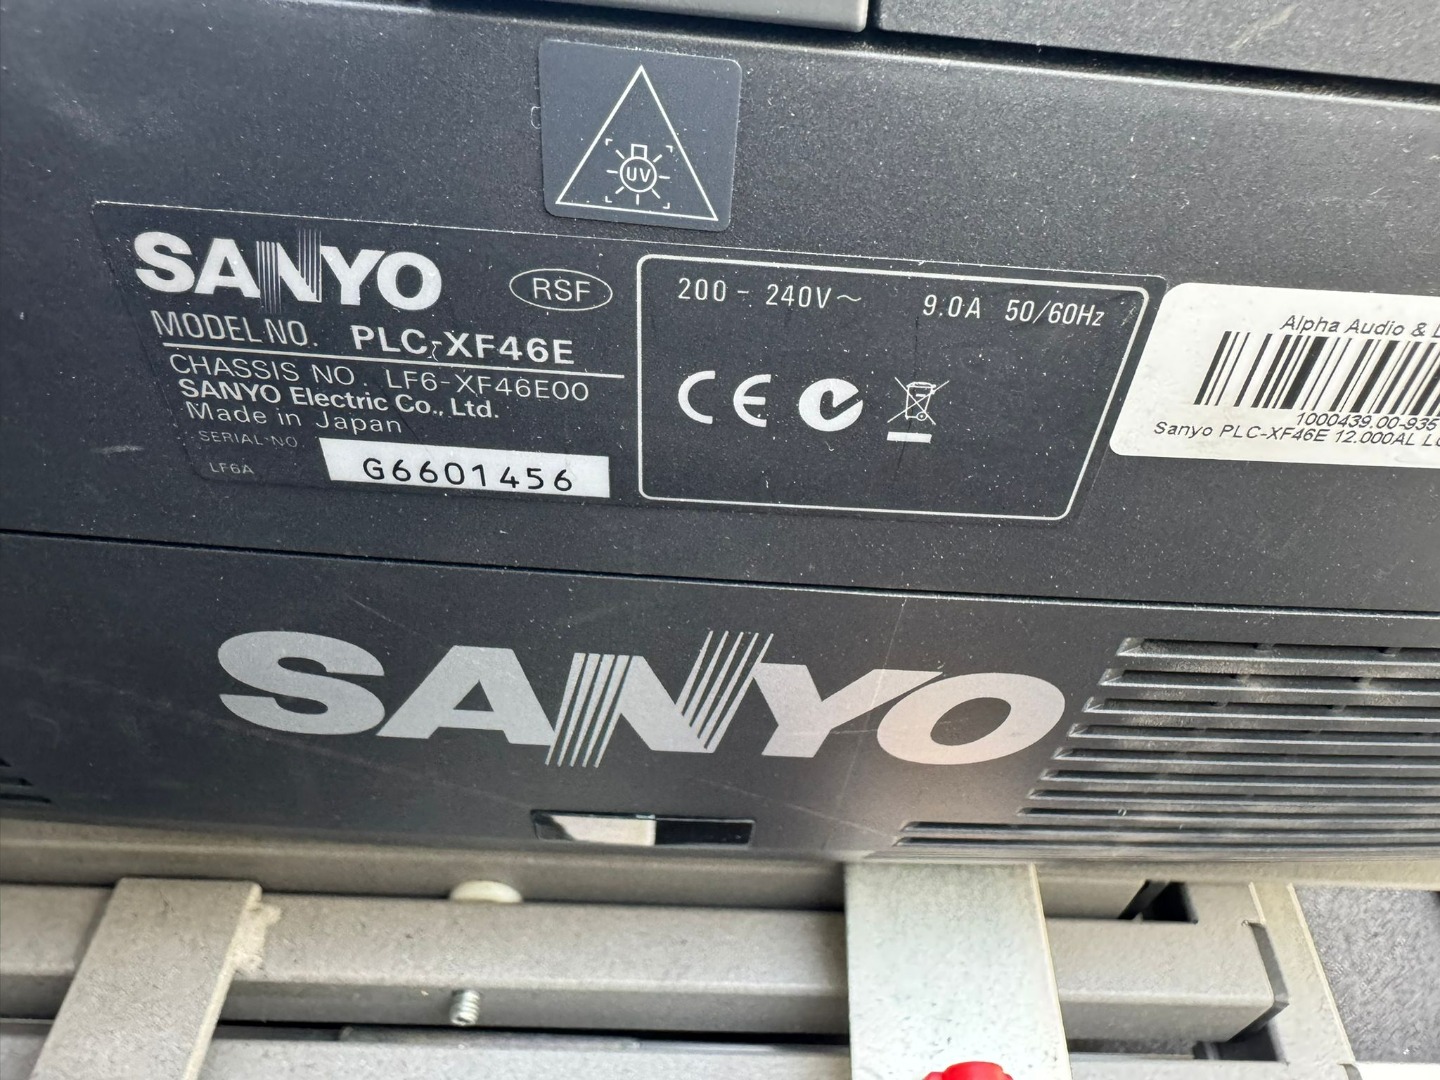 UV
SANYO
RSF
MODEL NO. PLC-XF46E
CHASSIS NO. LF6-XF46E00
SANYO Electric Co., Ltd.
Made in Japan
SERIAL NO
LF6A
G6601456
200 - 240V~ 9.0A 50/60Hz
CE
Alpha Audio & L
1000439.00-935
Sanyo PLC-XF46E 12.000AL
SANYO